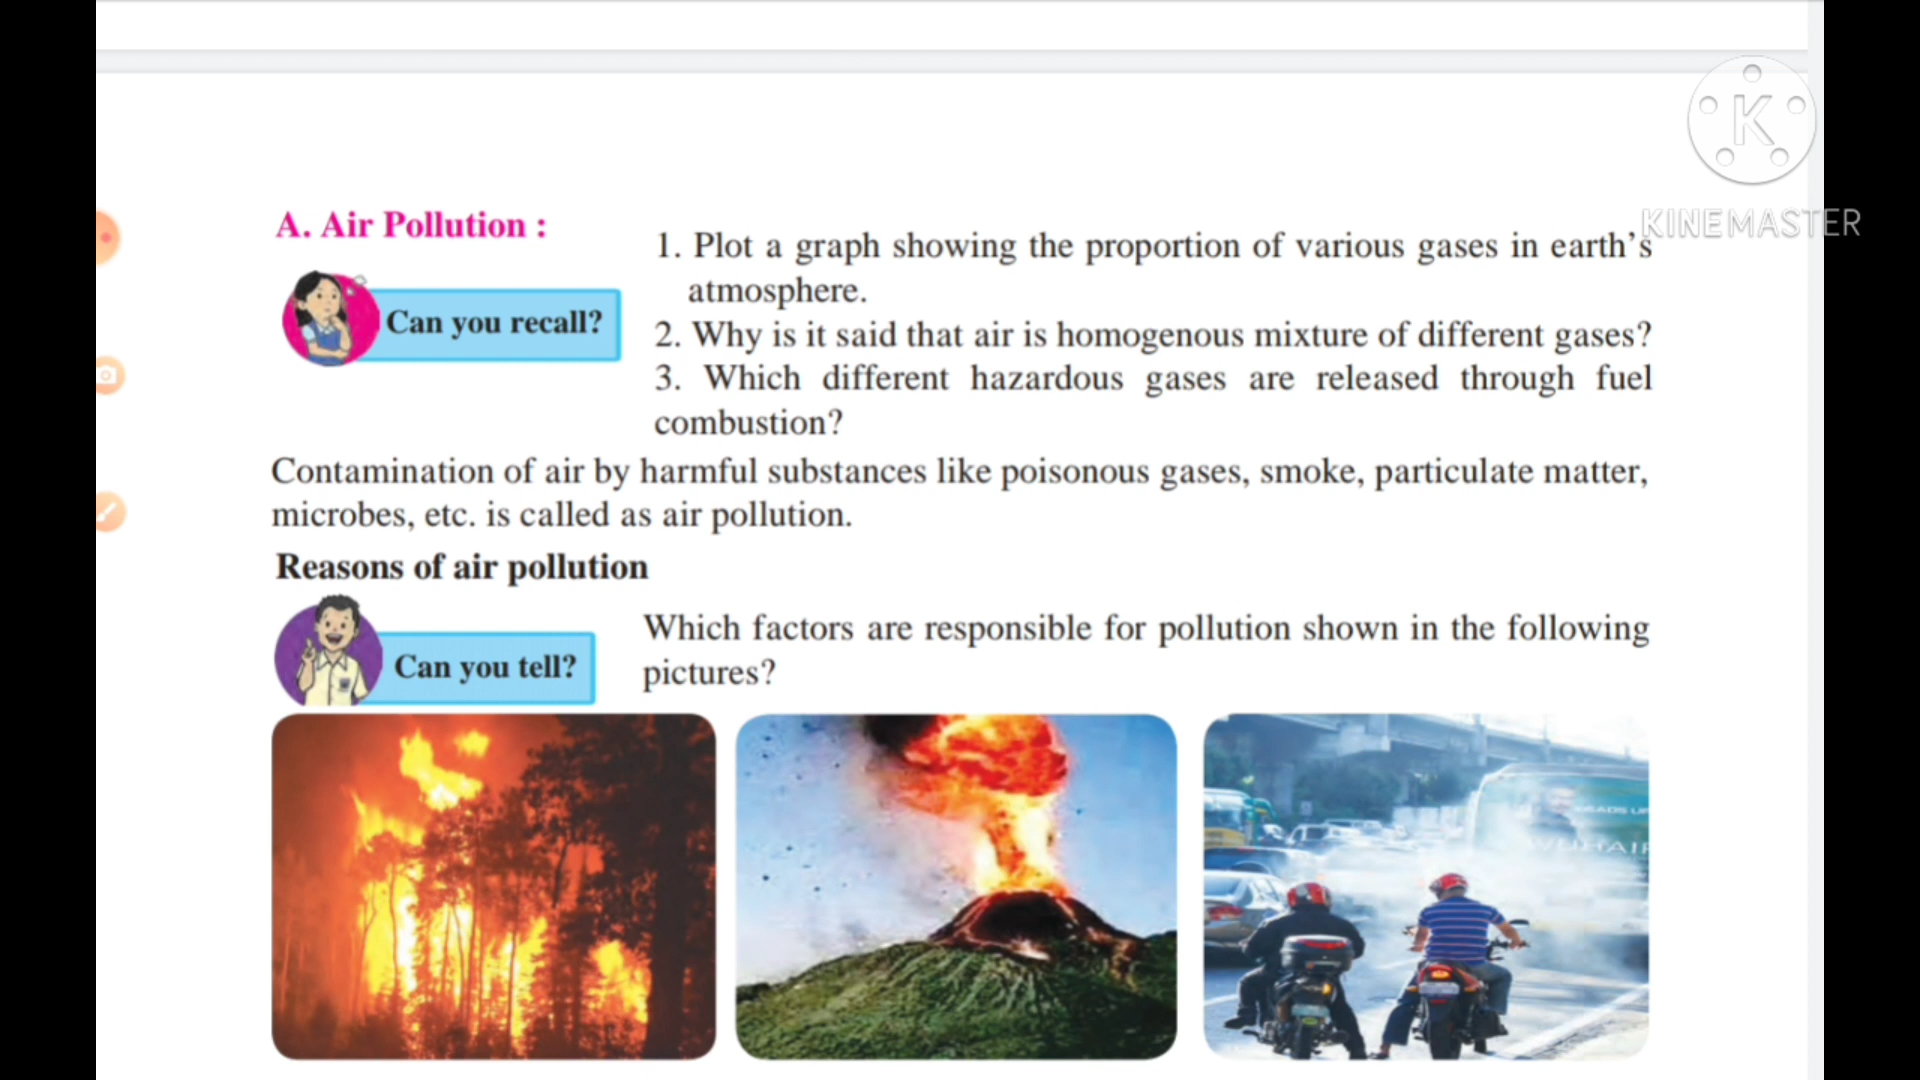 K
KINEMASTER
A. Air Pollution :
Can you recall?
1. Plot a graph showing the proportion of various gases in earth’s
atmosphere.
2. Why is it said that air is homogenous mixture of different gases?
3. Which different hazardous gases are released through fuel
combustion?
Contamination of air by harmful substances like poisonous gases, smoke, particulate matter,
microbes, etc. is called as air pollution.
Reasons of air pollution
Can you tell?
Which factors are responsible for pollution shown in the following
pictures?